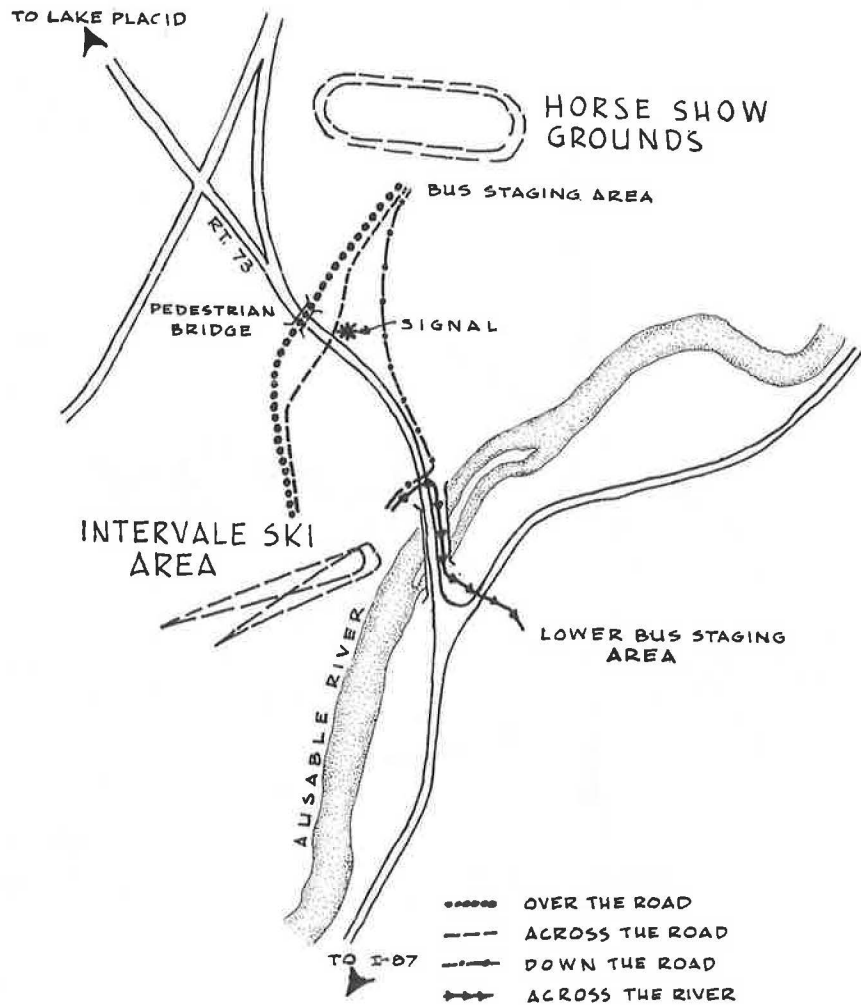 TO LAKE PLACID
HORSE SHOW
GROUNDS
BUS STAGING AREA
RT. 73
PEDESTRIAN
BRIDGE
SIGNAL
INTERVALE SKI
AREA
LOWER BUS STAGING
AREA
AUSABLE RIVER
OVER THE ROAD
ACROSS THE ROAD
DOWN THE ROAD
ACROSS THE RIVER
TO I-87